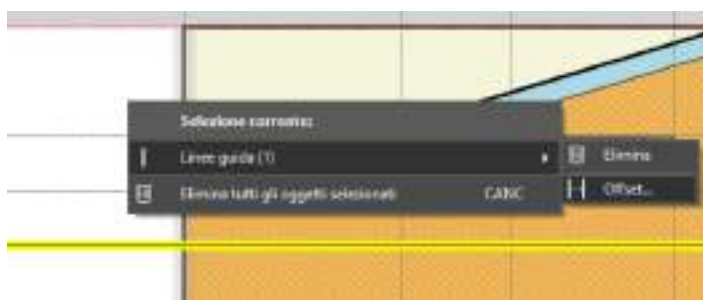 Selezione corrente:
Linee guida (1)
Elimina
Elimina tutti gli oggetti selezionati CANC
Offset...